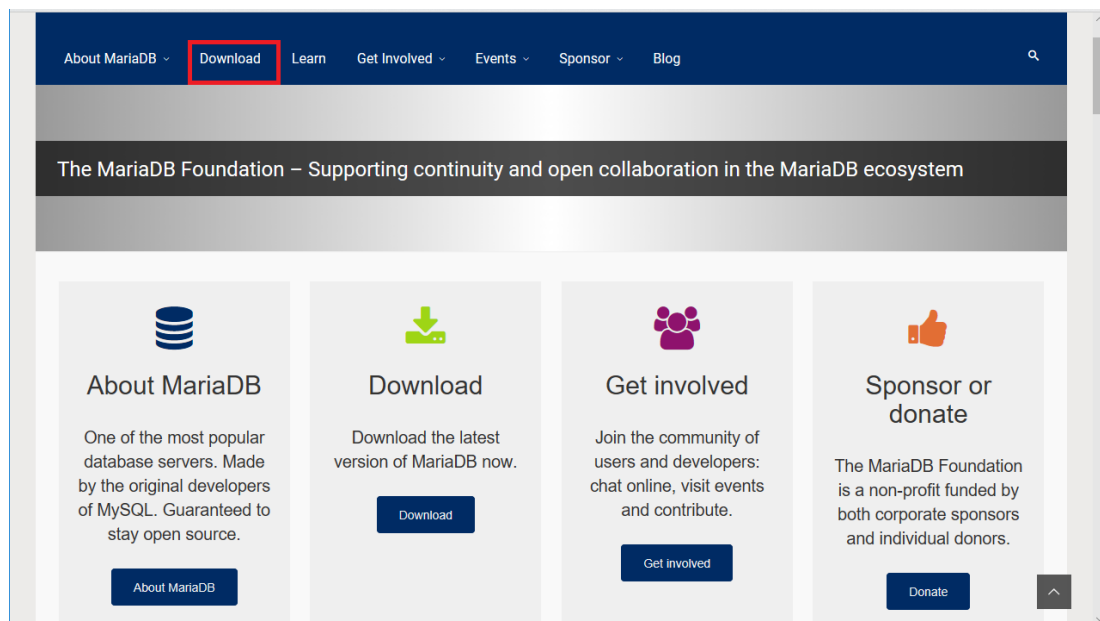 About MariaDB Download Learn Get Involved Events Sponsor Blog
The MariaDB Foundation – Supporting continuity and open collaboration in the MariaDB ecosystem
About MariaDB
One of the most popular
database servers. Made
by the original developers
of MySQL. Guaranteed to
stay open source.
About MariaDB
Download
Download the latest
version of MariaDB now.
Download
Get involved
Join the community of
users and developers:
chat online, visit events
and contribute.
Get involved
Sponsor or
donate
The MariaDB Foundation
is a non-profit funded by
both corporate sponsors
and individual donors.
Donate